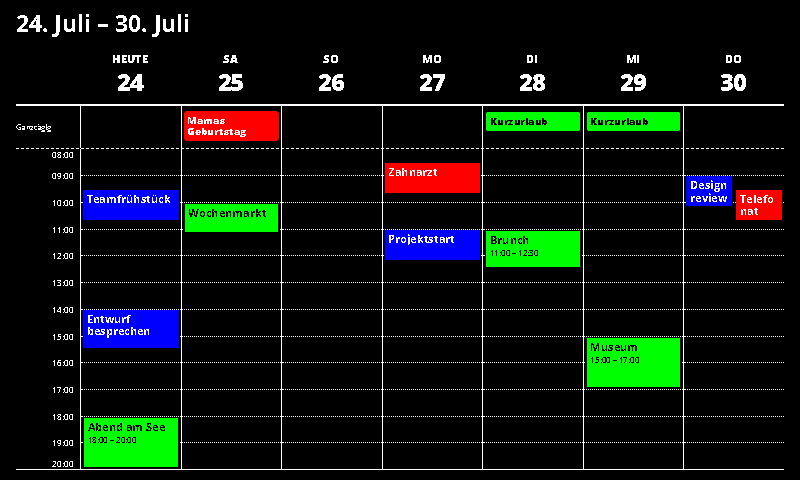 24. Juli – 30. Juli
HEUTE
24
SA
25
SO
26
MO
27
DI
28
MI
29
DO
30
Ganztägig
Mamas
Geburtstag
Kurzurlaub
Kurzurlaub
08:00
09:00
10:00
11:00
12:00
13:00
14:00
15:00
16:00
17:00
18:00
19:00
20:00
Teamfrühstück
Entwurf
besprechen
Abend am See
18:00 – 20:00
Wochenmarkt
Zahnarzt
Projektstart
Brunch
11:00 – 12:30
Museum
15:00 – 17:00
Design
review
Telefo
nat